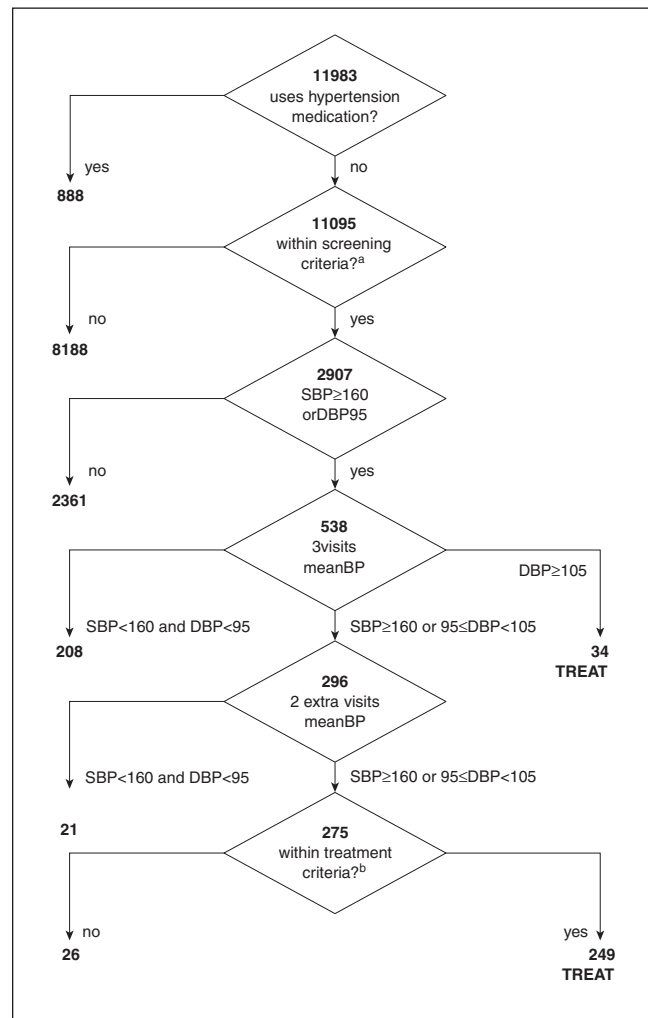 11983
uses hypertension
medication?
yes
no
888
11095
within screening
criteria?ᵃ
no
yes
8188
2907
SBP≥160
orDBP95
no
yes
2361
538
3visits
meanBP
DBP≥105
SBP<160 and DBP<95
SBP≥160 or 95≤DBP<105
208
34
TREAT
296
2 extra visits
meanBP
SBP<160 and DBP<95
SBP≥160 or 95≤DBP<105
21
275
within treatment
criteria?ᵇ
no
yes
26
249
TREAT